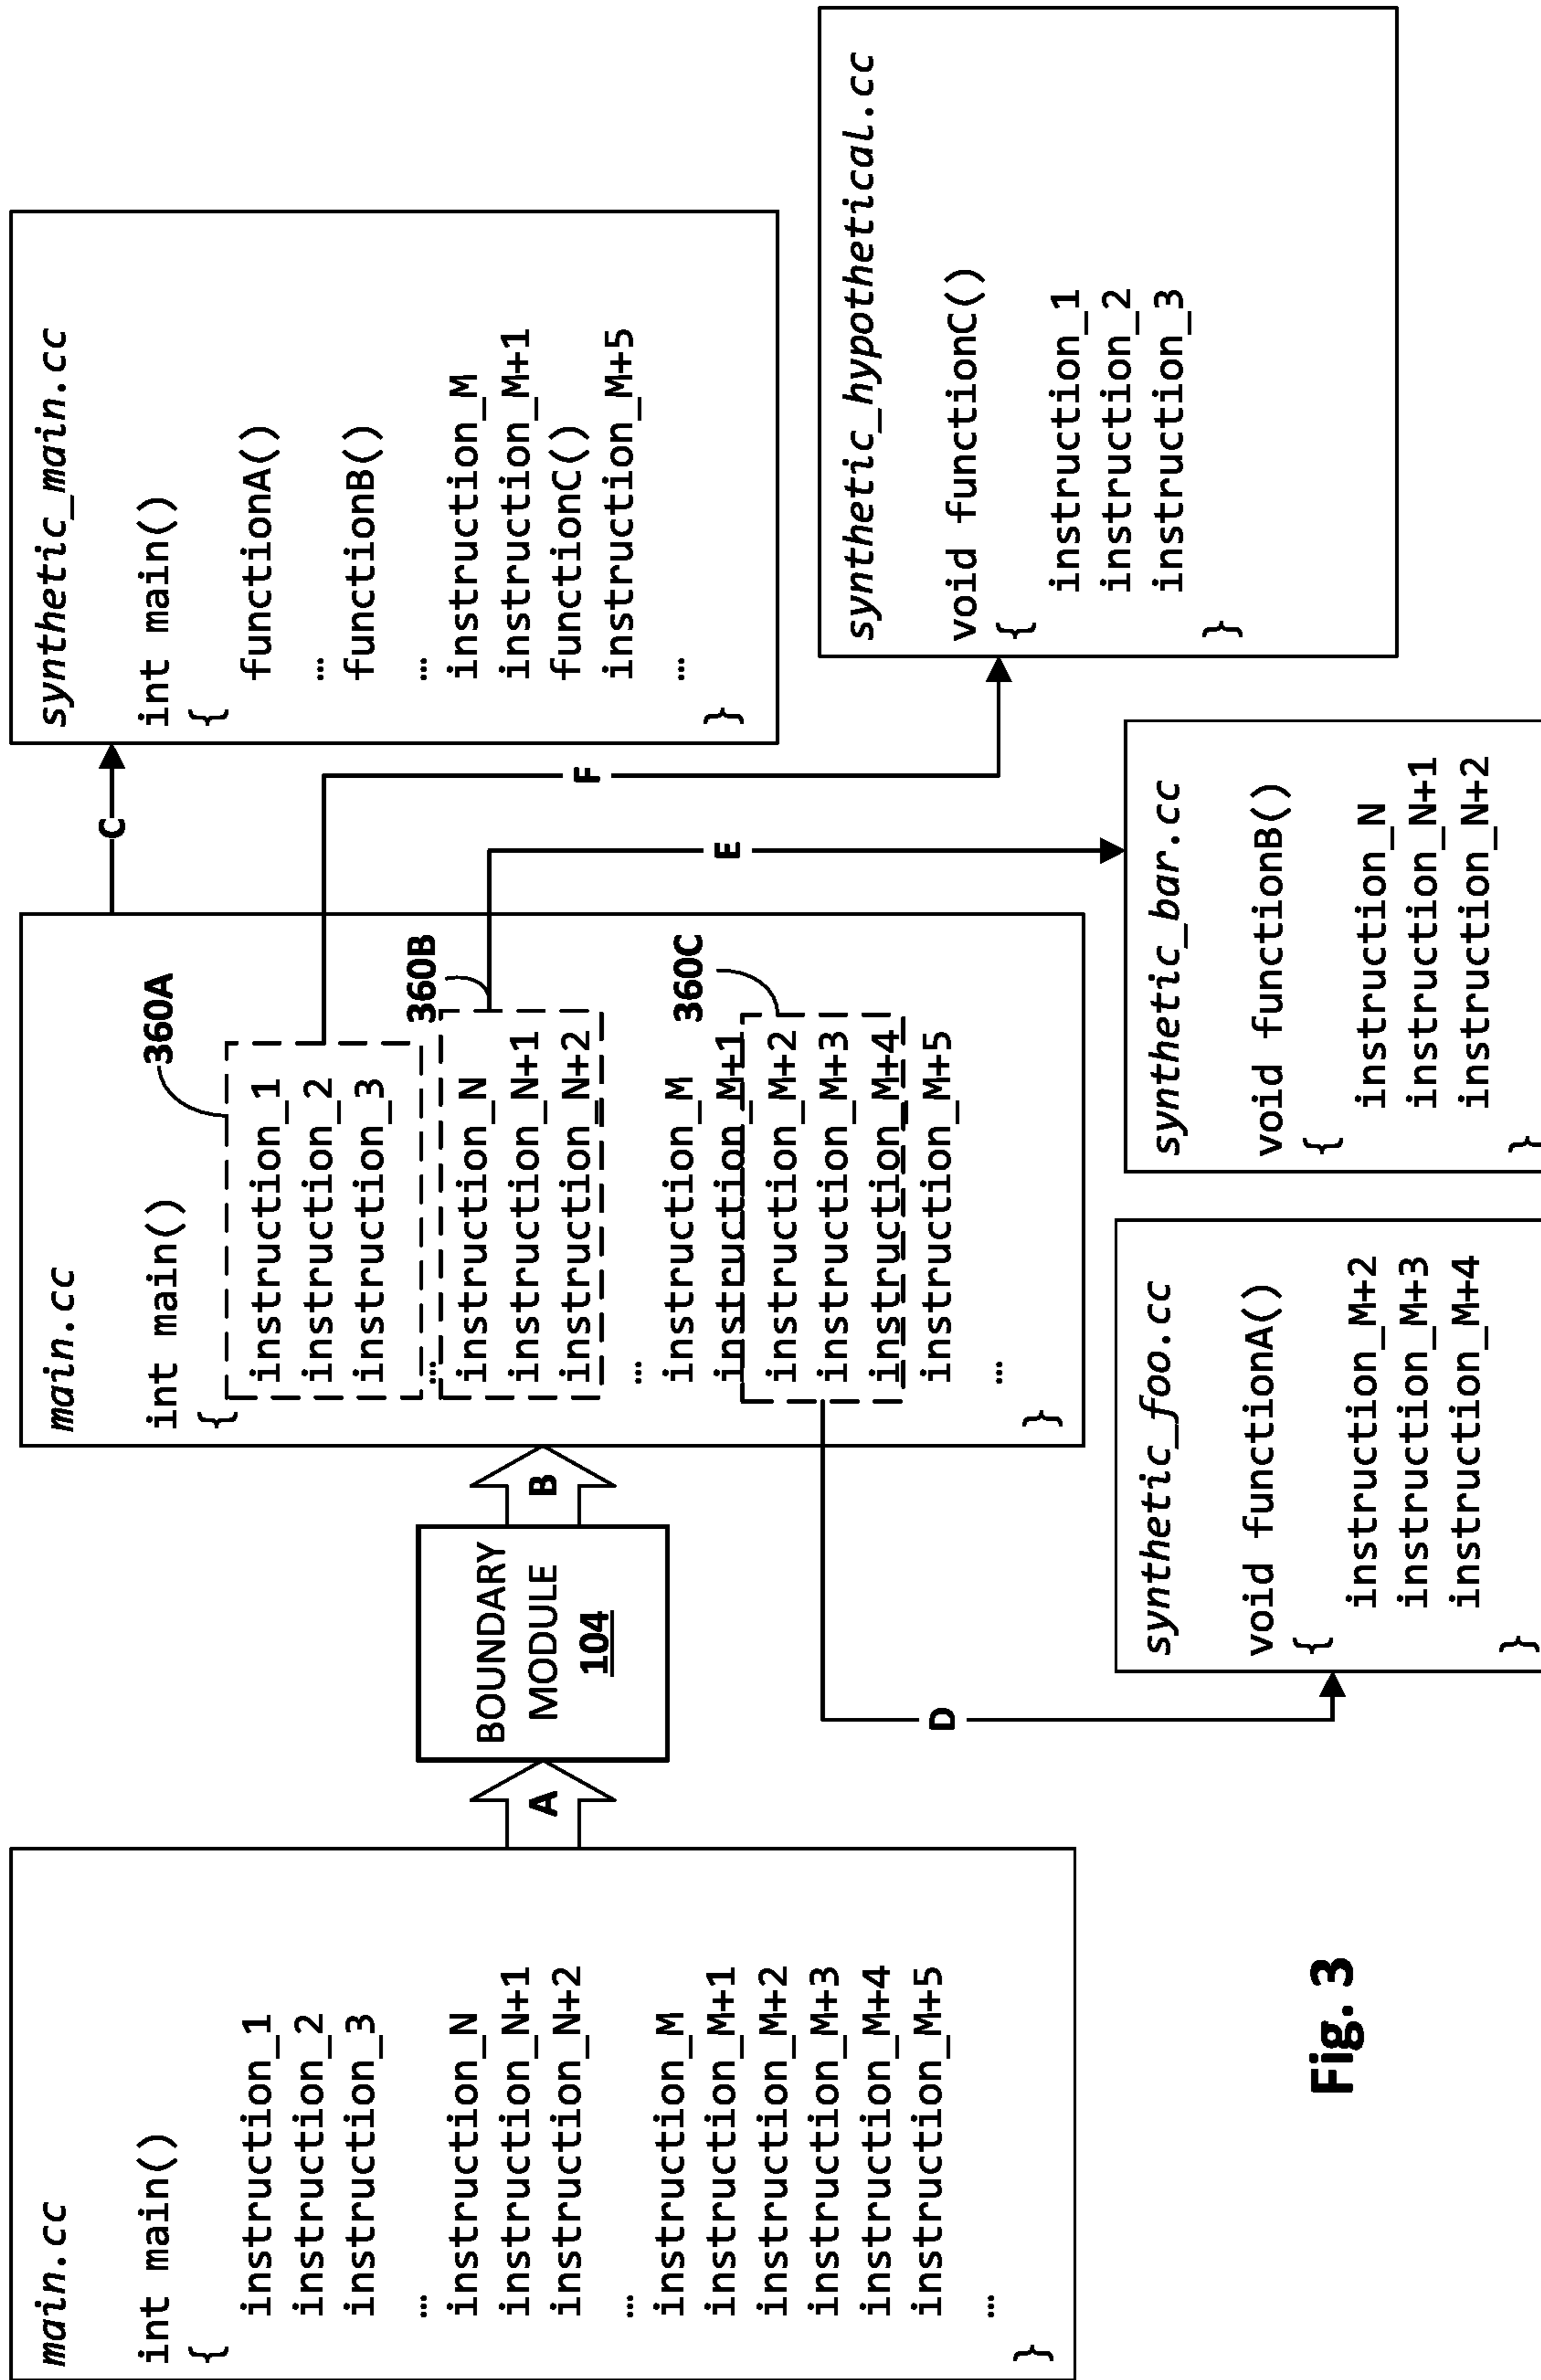 main.cc
int main()
{
instruction_1
instruction_2
instruction_3
…
instruction_N
instruction_N+1
instruction_N+2
…
instruction_M
instruction_M+1
instruction_M+2
instruction_M+3
instruction_M+4
instruction_M+5
…
}
A
BOUNDARY
MODULE
104
B
main.cc
int main()
{
360A
instruction_1
instruction_2
instruction_3
…
360B
instruction_N
instruction_N+1
instruction_N+2
…
360C
instruction_M
instruction_M+1
instruction_M+2
instruction_M+3
instruction_M+4
instruction_M+5
…
}
C
F
E
D
synthetic_main.cc
int main()
{
functionA()
…
functionB()
…
instruction_M
instruction_M+1
functionC()
instruction_M+5
…
}
synthetic_foo.cc
void functionA()
{
instruction_M+2
instruction_M+3
instruction_M+4
}
synthetic_bar.cc
void functionB()
{
instruction_N
instruction_N+1
instruction_N+2
}
synthetic_hypothetical.cc
void functionC()
{
instruction_1
instruction_2
instruction_3
}
Fig. 3